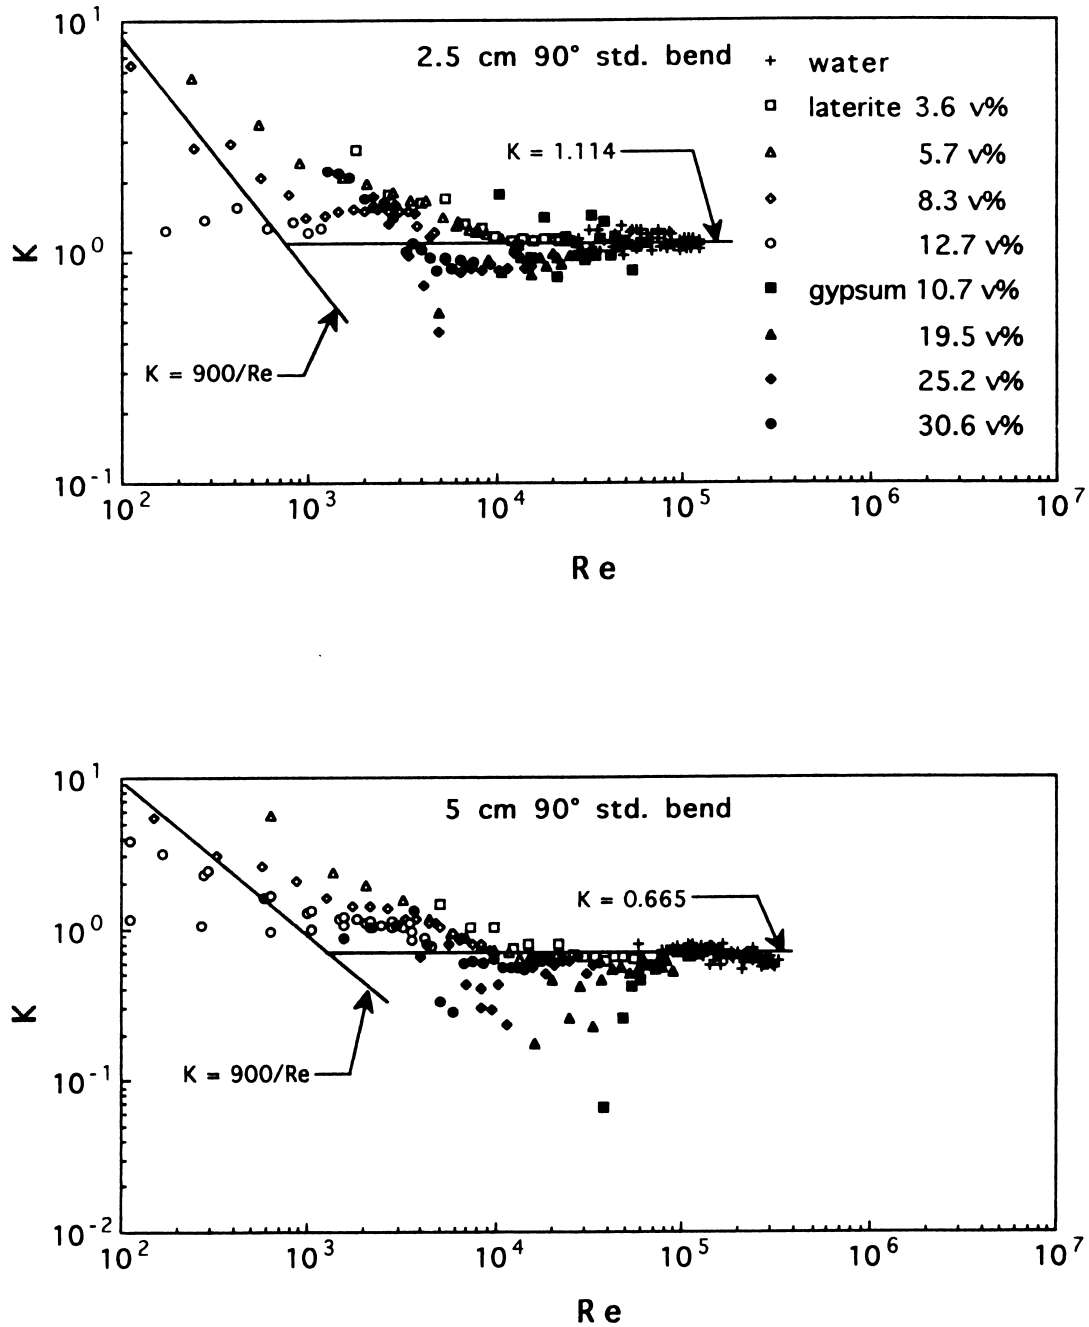 10^1
2.5 cm 90° std. bend
+ water
laterite 3.6 v%
K = 1.114
5.7 v%
8.3 v%
K
10^0
12.7 v%
gypsum 10.7 v%
19.5 v%
K = 900/Re
25.2 v%
30.6 v%
10^-1
10^2 10^3 10^4 10^5 10^6 10^7
Re
10^1
5 cm 90° std. bend
K = 0.665
10^0
K
K = 900/Re
10^-1
10^-2
10^2 10^3 10^4 10^5 10^6 10^7
Re